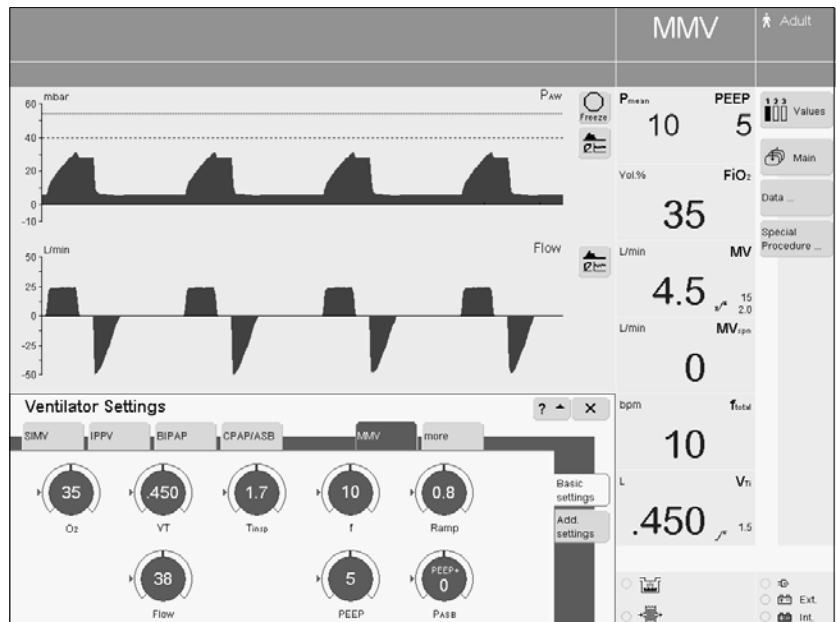 MMV
Adult
mbar
PAW
60
40
20
0
-10
Freeze
Pmean PEEP
10 5
Vol.% FiO2
35
L/min Flow
50
25
0
-25
-50
L/min MV
4.5 15
2.0
L/min MVspn
0
bpm ftotal
10
L VTi
.450 1.5
1 2 3
Values
Main
Data ...
Special
Procedure ...
Ventilator Settings
? X
SIMV IPPV BIPAP CPAP/ASB MMV more
35 .450 1.7 10 0.8
O2 VT Tinsp f Ramp
38 5 PEEP+
0
Flow PEEP PASB
Basic
settings
Add.
settings
Ext.
Int.